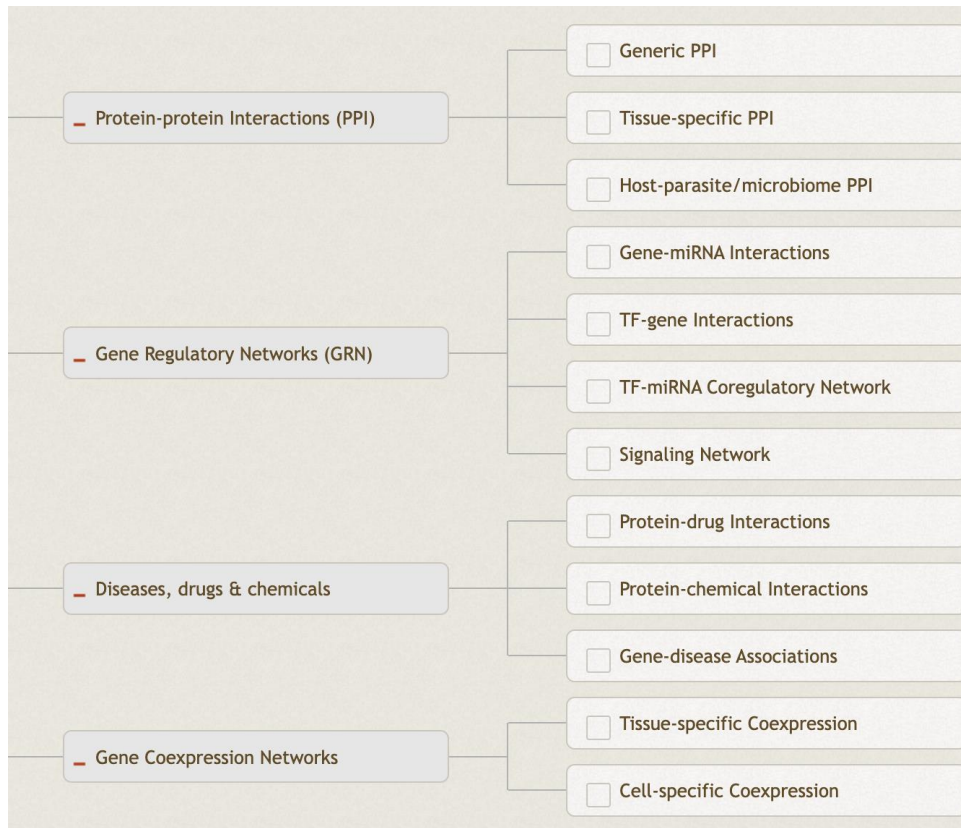 Generic PPI
Protein-protein Interactions (PPI)
Tissue-specific PPI
Host-parasite/microbiome PPI
Gene-miRNA Interactions
TF-gene Interactions
Gene Regulatory Networks (GRN)
TF-miRNA Coregulatory Network
Signaling Network
Protein-drug Interactions
Diseases, drugs & chemicals
Protein-chemical Interactions
Gene-disease Associations
Tissue-specific Coexpression
Gene Coexpression Networks
Cell-specific Coexpression